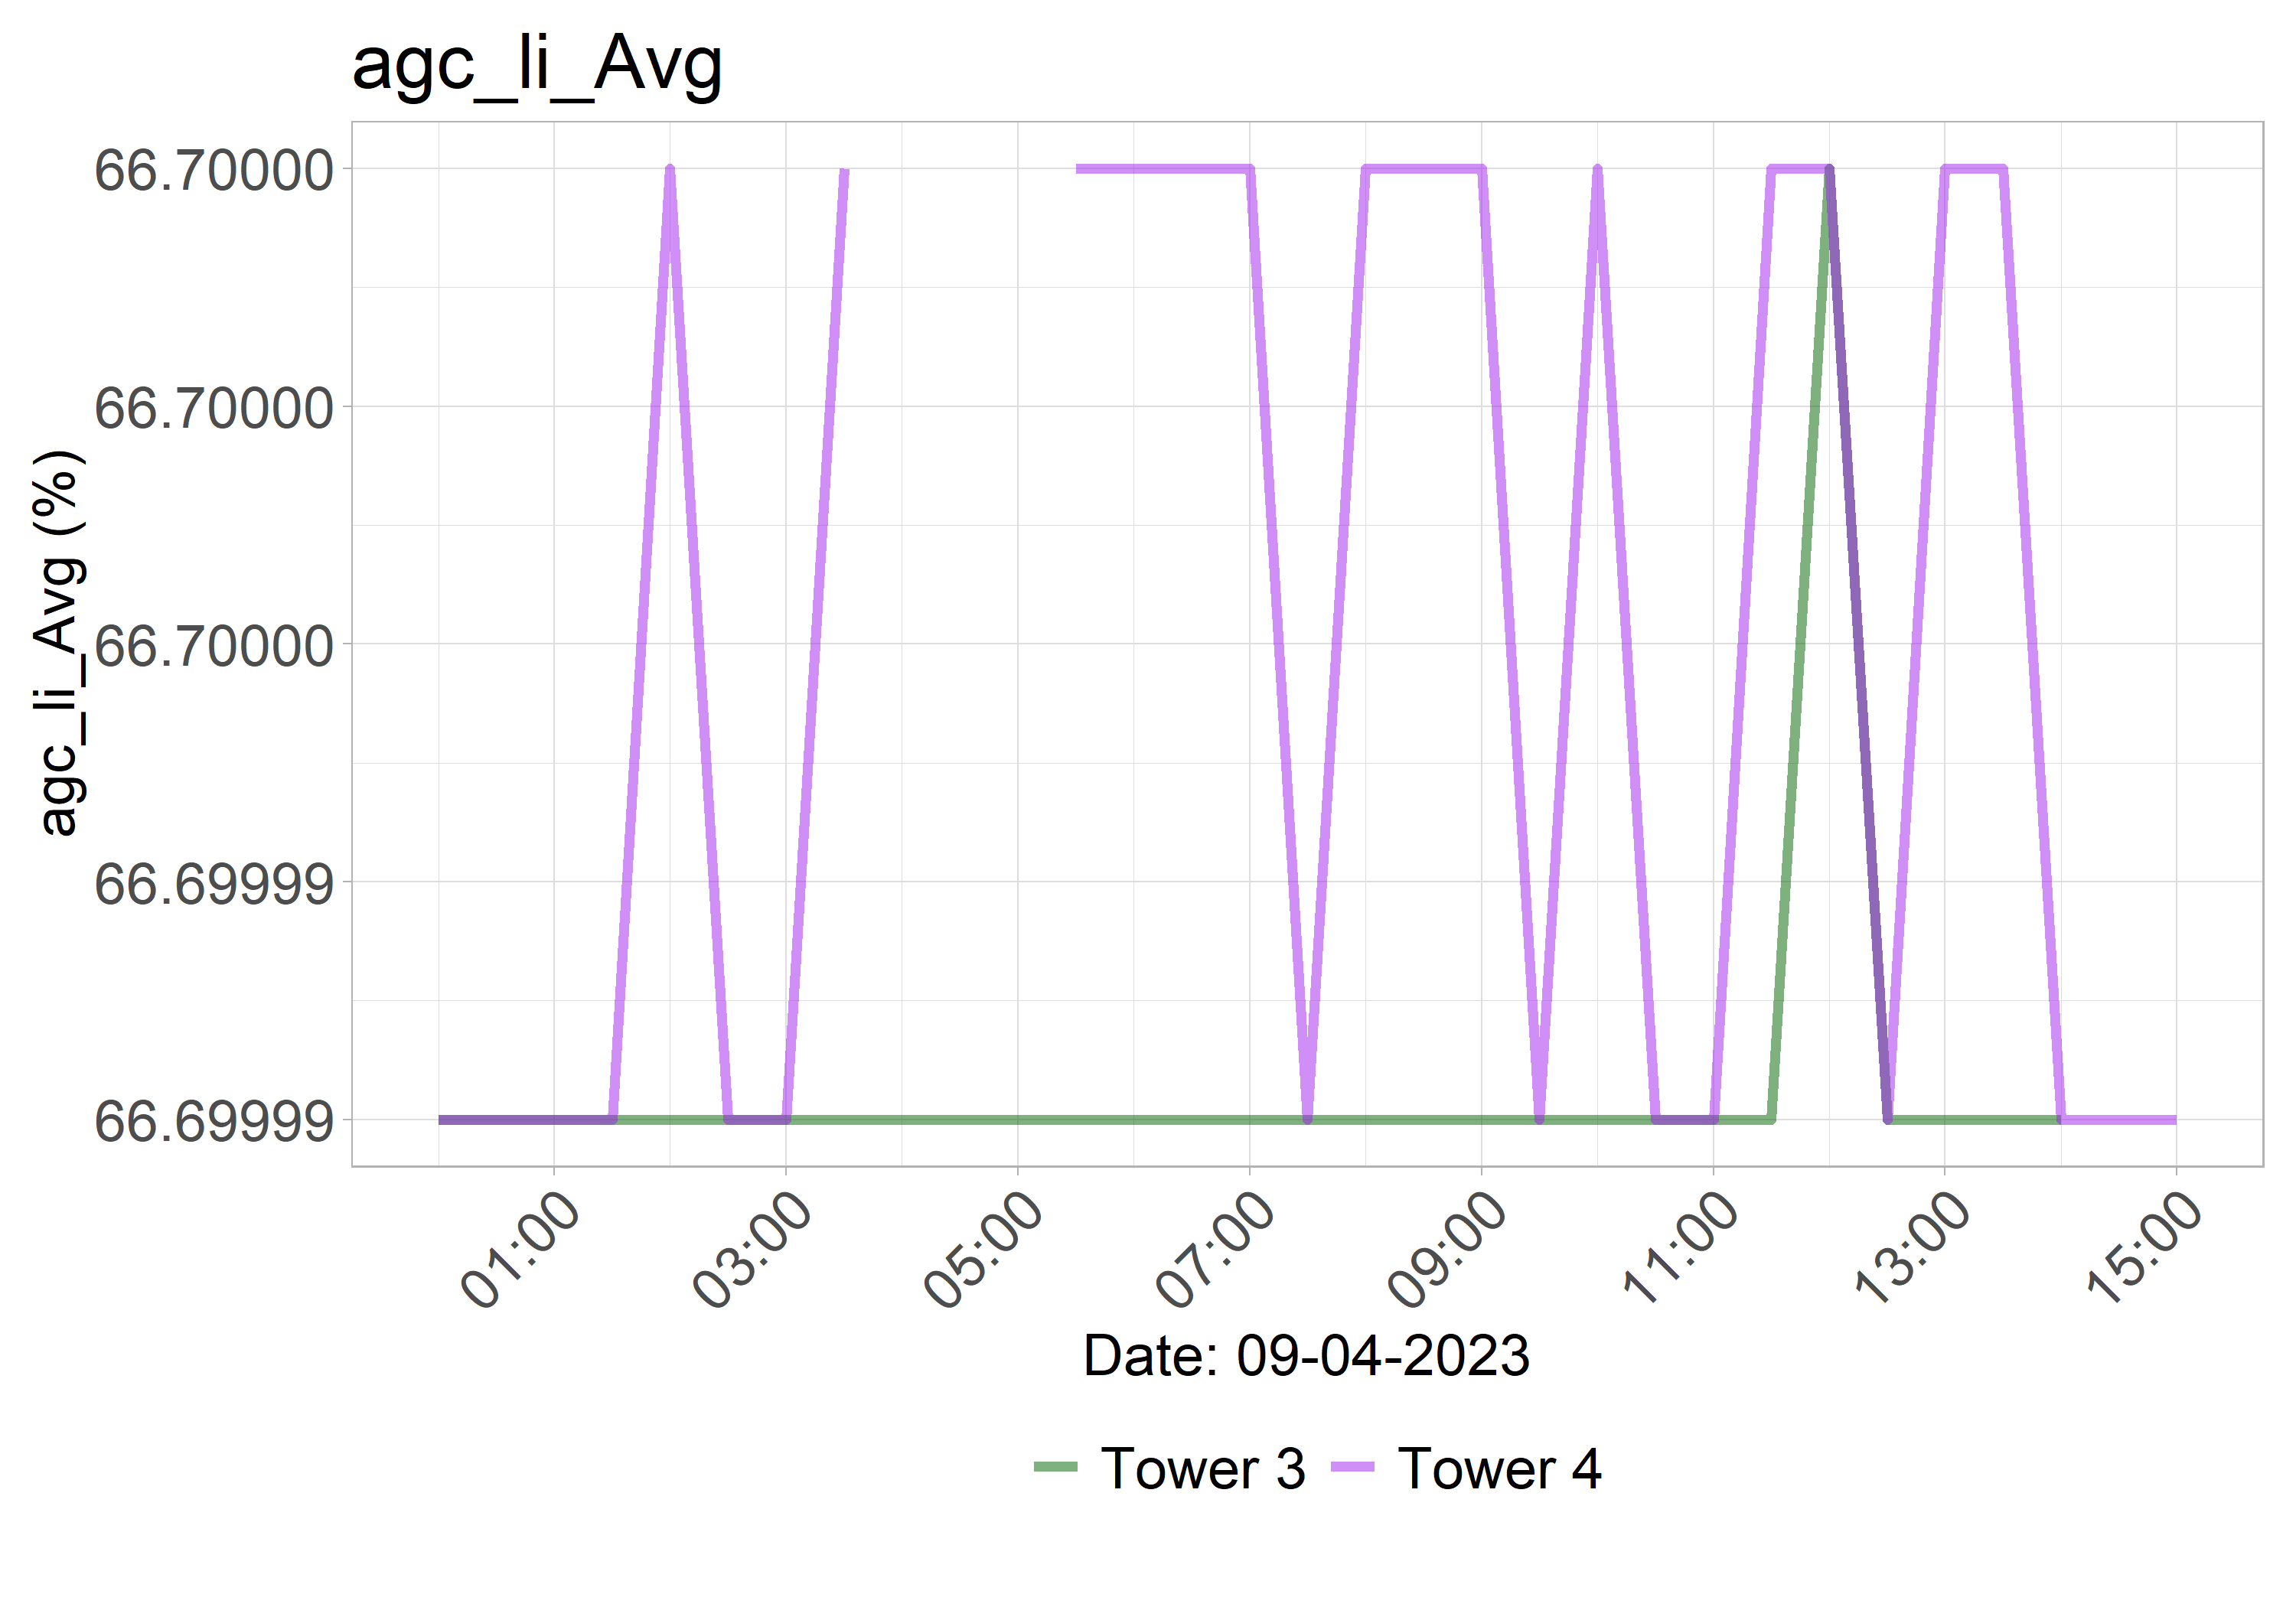 agc_li_Avg
agc_li_Avg (%)
66.70000
66.70000
66.70000
66.69999
66.69999
01:00
03:00
05:00
07:00
09:00
11:00
13:00
15:00
Date: 09-04-2023
Tower 3
Tower 4